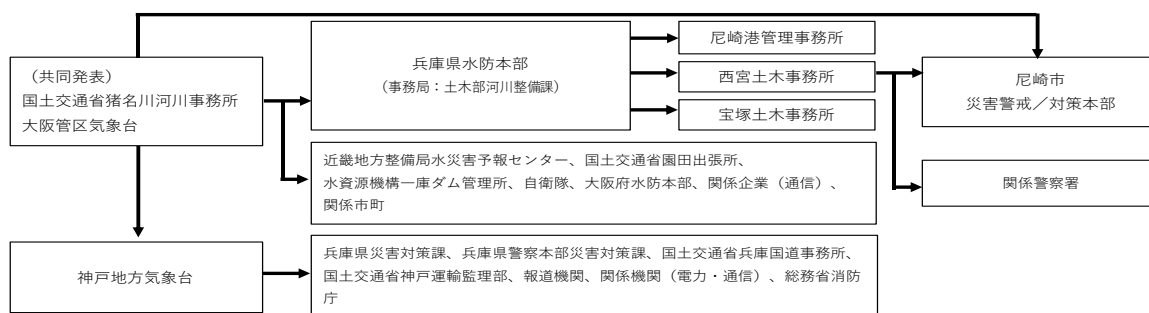 （共同発表）
国土交通省猪名川河川事務所
大阪管区気象台
兵庫県水防本部
（事務局：土木部河川整備課）
尼崎港管理事務所
西宮土木事務所
宝塚土木事務所
尼崎市
災害警戒／対策本部
近畿地方整備局水災害予報センター、国土交通省園田出張所、
水資源機構一庫ダム管理所、自衛隊、大阪府水防本部、関係企業（通信）、
関係市町
関係警察署
神戸地方気象台
兵庫県災害対策課、兵庫県警察本部災害対策課、国土交通省兵庫国道事務所、
国土交通省神戸運輸監理部、報道機関、関係機関（電力・通信）、総務省消防
庁